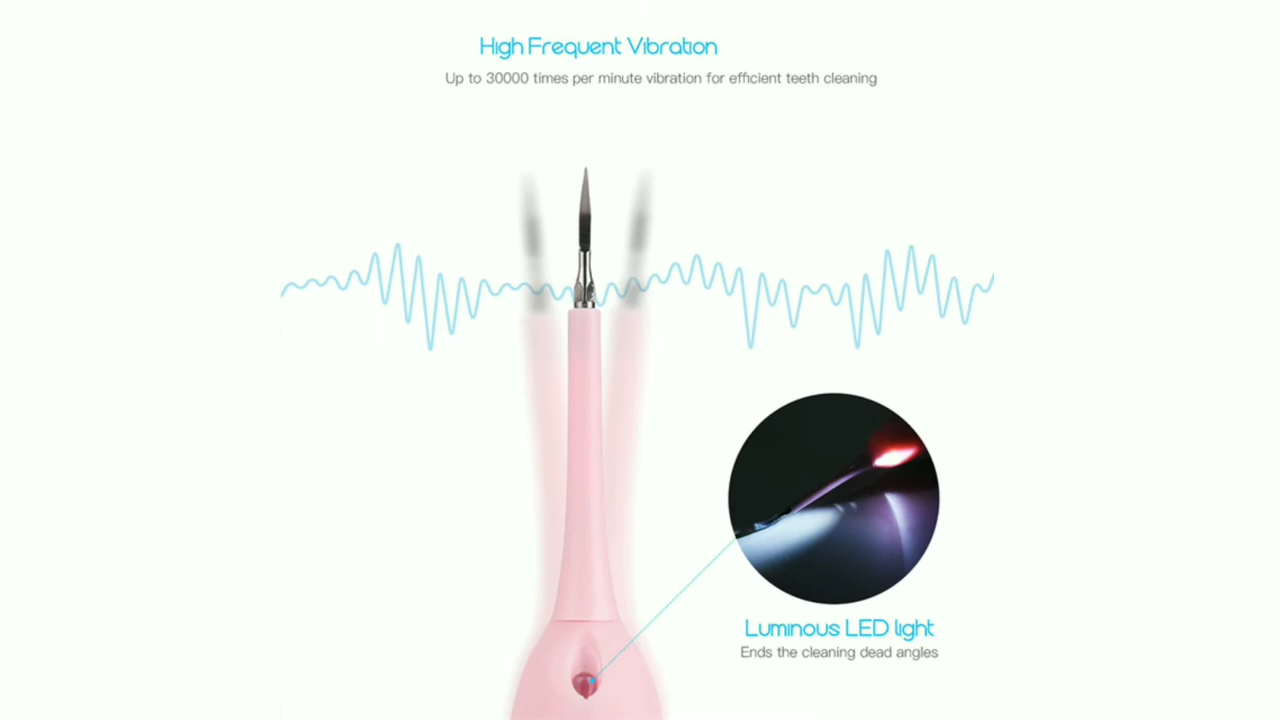 High Frequent Vibration
Up to 30000 times per minute vibration for efficient teeth cleaning
Luminous LED light
Ends the cleaning dead angles